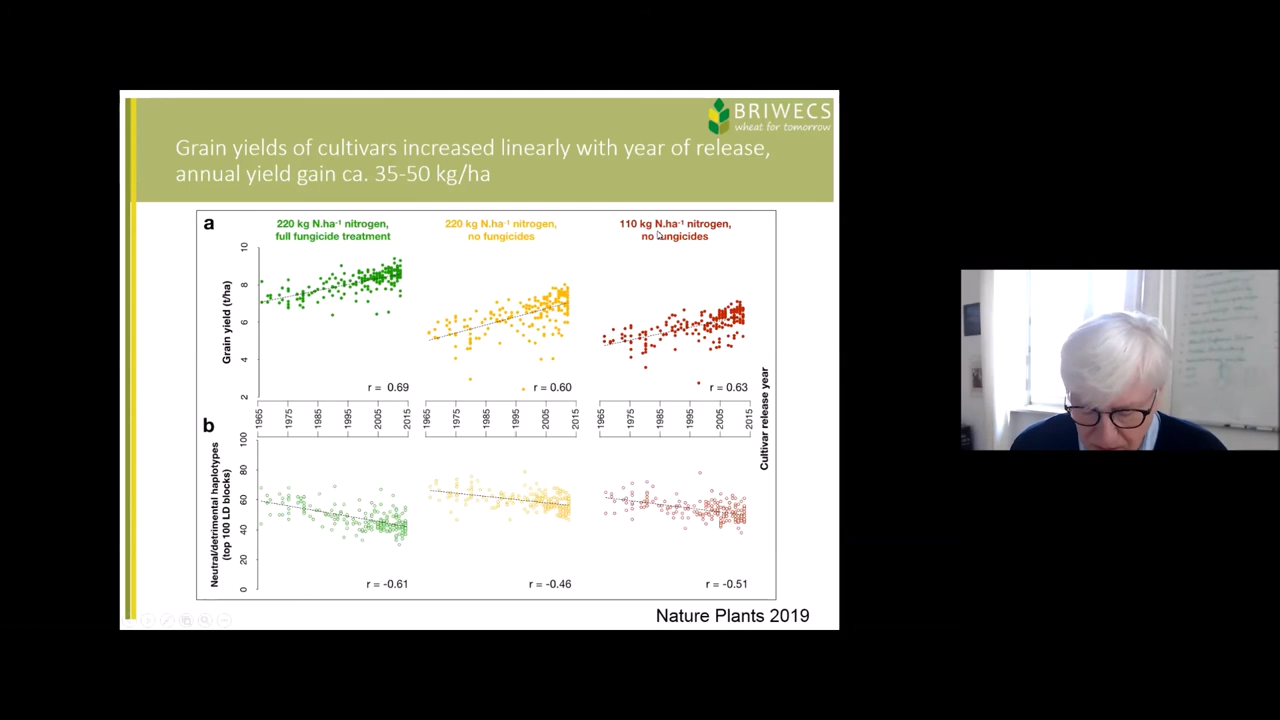 BRIWECS
wheat for tomorrow
Grain yields of cultivars increased linearly with year of release,
annual yield gain ca. 35-50 kg/ha
a
220 kg N.ha⁻¹ nitrogen,
full fungicide treatment
220 kg N.ha⁻¹ nitrogen,
no fungicides
110 kg N.ha⁻¹ nitrogen,
no fungicides
Grain yield (t/ha)
10
8
6
4
2
r = 0.69
r = 0.60
r = 0.63
1965
1975
1985
1995
2005
2015
1965
1975
1985
1995
2005
2015
1965
1975
1985
1995
2005
2015
Cultivar release year
b
Neutral/detrimental haplotypes
(top 100 LD blocks)
100
80
60
40
20
0
r = -0.61
r = -0.46
r = -0.51
Nature Plants 2019